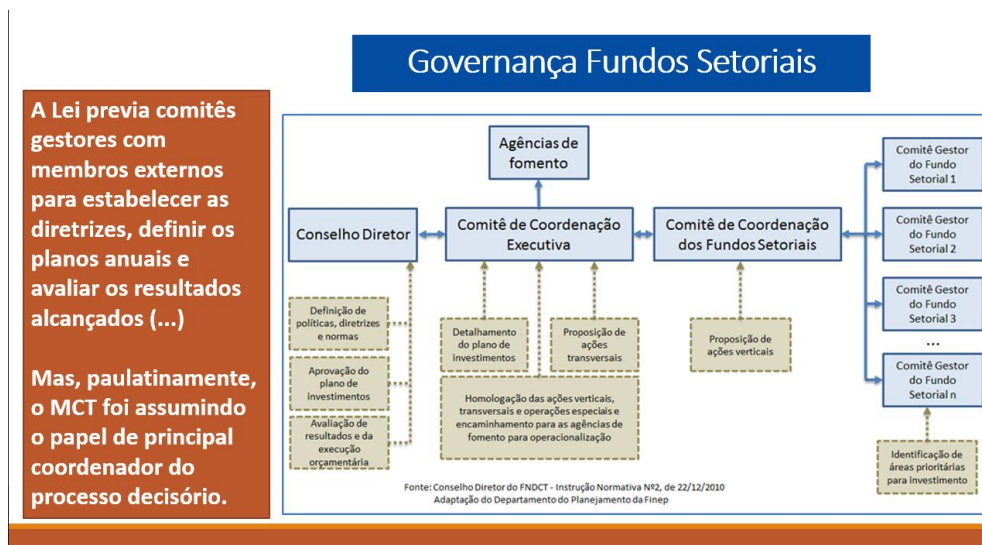 Governança Fundos Setoriais
A Lei previa comitês
gestores com
membros externos
para estabelecer as
diretrizes, definir os
planos anuais e
avaliar os resultados
alcançados (...)
Mas, paulatinamente,
o MCT foi assumindo
o papel de principal
coordenador do
processo decisório.
Agências de
fomento
Conselho Diretor
Comitê de Coordenação
Executiva
Comitê de Coordenação
dos Fundos Setoriais
Comitê Gestor
do Fundo
Setorial 1
Comitê Gestor
do Fundo
Setorial 2
Comitê Gestor
do Fundo
Setorial 3
...
Comitê Gestor
do Fundo
Setorial n
Definição de
políticas, diretrizes
e normas
Aprovação do
plano de
investimentos
Avaliação de
resultados e da
execução
orçamentária
Detalhamento
do plano de
investimentos
Proposição de
ações transversais
Homologação das ações verticais,
transversais e operações especiais e
encaminhamento para as agências de
fomento para operacionalização
Proposição de
ações verticais
Identificação de
áreas prioritárias
para investimento
Fonte: Conselho Diretor do FNDCT - Instrução Normativa Nº2, de 22/12/2010
Adaptação do Departamento do Planejamento da Finep